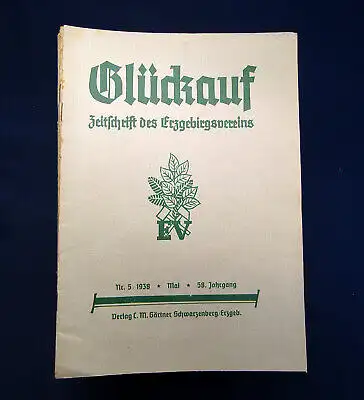 Glückauf
Zeitschrift des Erzgebirgsvereins
EV
Nr. 5 1938 * Mai * 58. Jahrgang
Verlag C. M. Gärtner Schwarzenberg/Erzgeb.